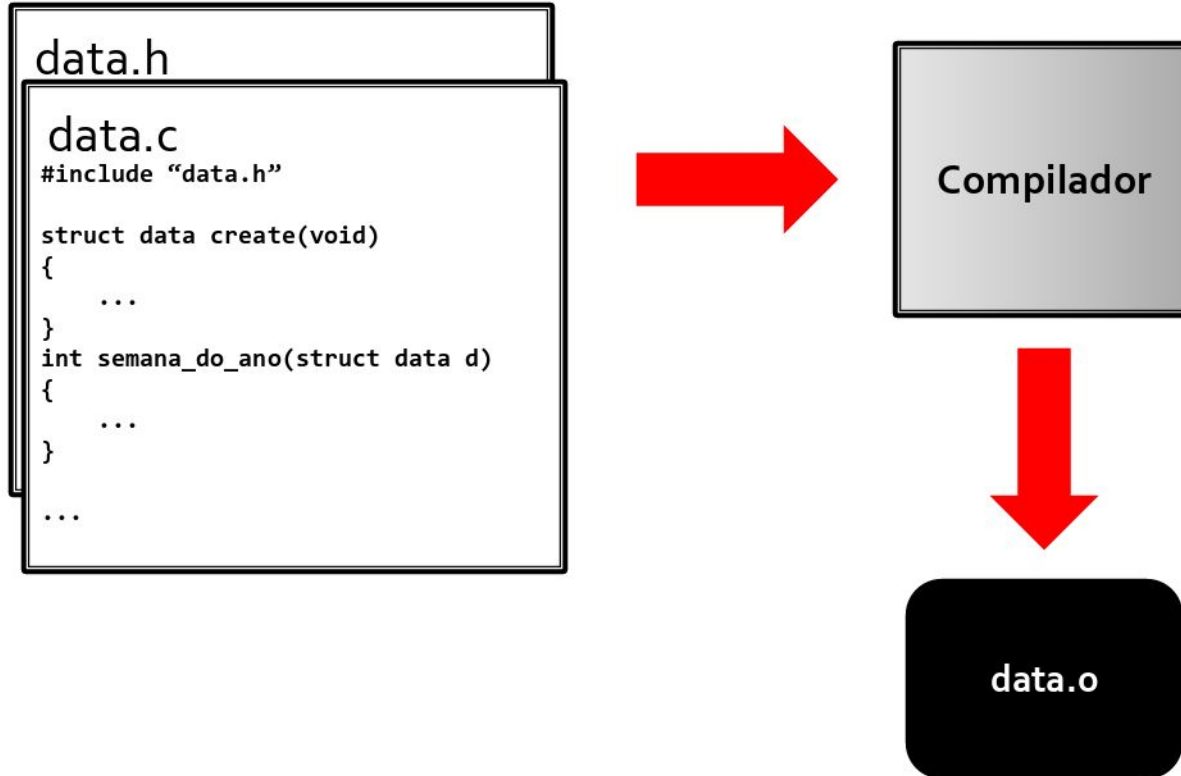 data.h
data.c
#include “data.h”
struct data create(void)
{
...
}
int semana_do_ano(struct data d)
{
...
}
...
Compilador
data.o